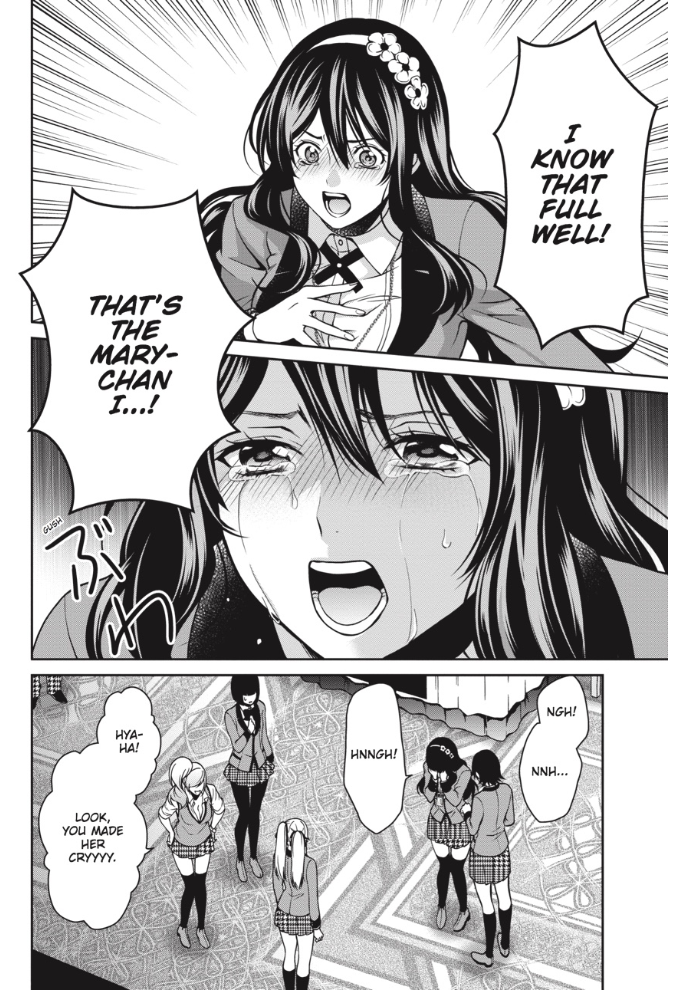 I
KNOW
THAT
FULL
WELL!
THAT'S
THE
MARY-
CHAN
I...!
GUSH
ぶわ
NGH!
NNH...
HNNGH!
HYA-
HA!
LOOK,
YOU MADE
HER
CRYYYY.